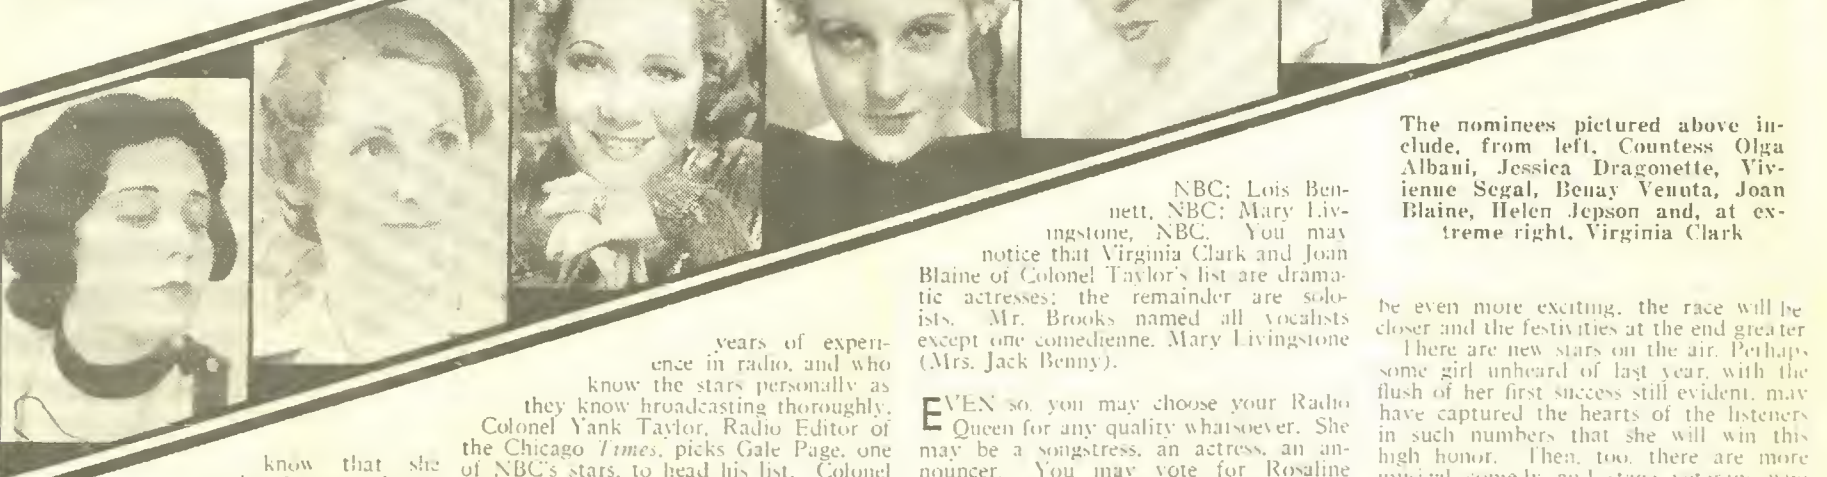 know that she
years of experi-
ence in radio, and who
know the stars personally as
they know broadcasting thoroughly.
Colonel Yank Taylor, Radio Editor of
the Chicago Times, picks Gale Page, one
of NBC's stars, to head his list. Colonel
NBC; Lois Ben-
nett, NBC; Mary Liv-
ingstone, NBC. You may
notice that Virginia Clark and Joan
Blaine of Colonel Taylor's list are drama-
tic actresses; the remainder are solo-
ists. Mr. Brooks named all vocalists
except one comedienne, Mary Livingstone
(Mrs. Jack Benny).
EVEN so, you may choose your Radio
Queen for any quality whatsoever. She
may be a songstress, an actress, an an-
nouncer. You may vote for Rosaline
The nominees pictured above in-
clude, from left, Countess Olga
Albani, Jessica Dragonette, Viv-
ienne Segal, Benay Venuta, Joan
Blaine, Helen Jepson and, at ex-
treme right, Virginia Clark
be even more exciting, the race will be
closer and the festivities at the end greater
There are new stars on the air. Perhaps
some girl unheard of last year, with the
flush of her first success still evident, may
have captured the hearts of the listeners
in such numbers that she will win this
high honor. Then, too, there are more